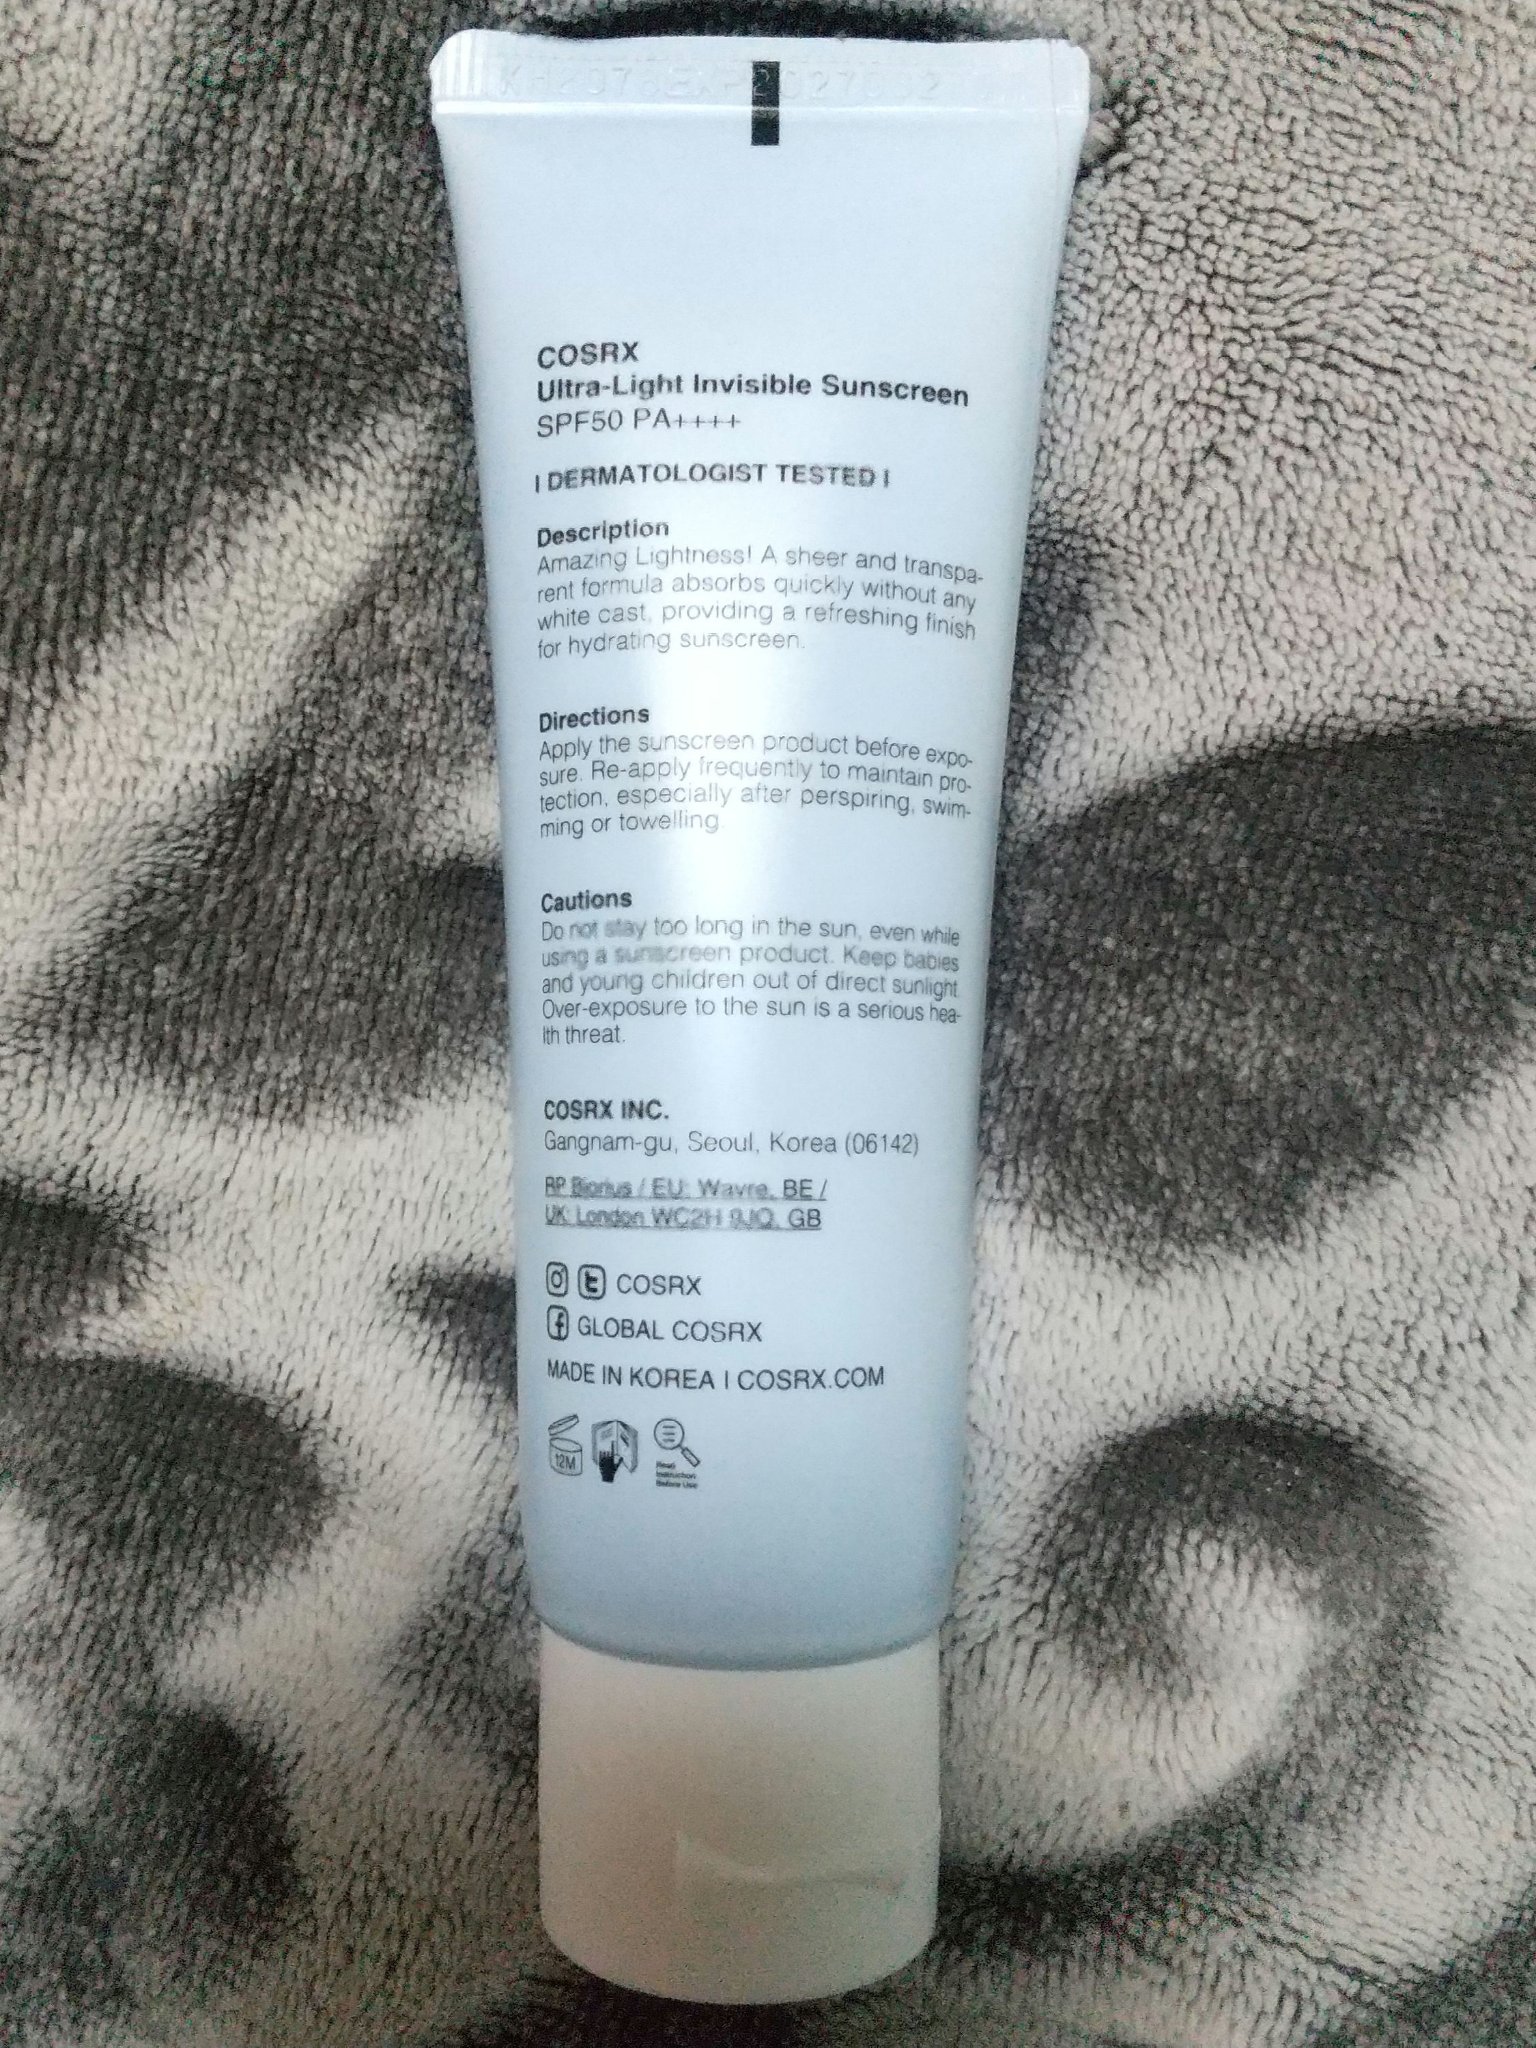 COSRX
Ultra-Light Invisible Sunscreen
SPF50 PA++++
| DERMATOLOGIST TESTED |
Description
Amazing Lightness! A sheer and transpa-
rent formula absorbs quickly without any
white cast, providing a refreshing finish
for hydrating sunscreen.
Directions
Apply the sunscreen product before expo-
sure. Re-apply frequently to maintain pro-
tection, especially after perspiring, swim-
ming or towelling.
Cautions
Do not stay too long in the sun, even while
using a sunscreen product. Keep babies
and young children out of direct sunlight.
Over-exposure to the sun is a serious hea-
lth threat.
COSRX INC.
Gangnam-gu, Seoul, Korea (06142)
RP Biorius / EU: Wavre, BE /
UK: London WC2H 9JQ, GB
COSRX
GLOBAL COSRX
MADE IN KOREA | COSRX.COM
12M
Read
Instruction
Before Use